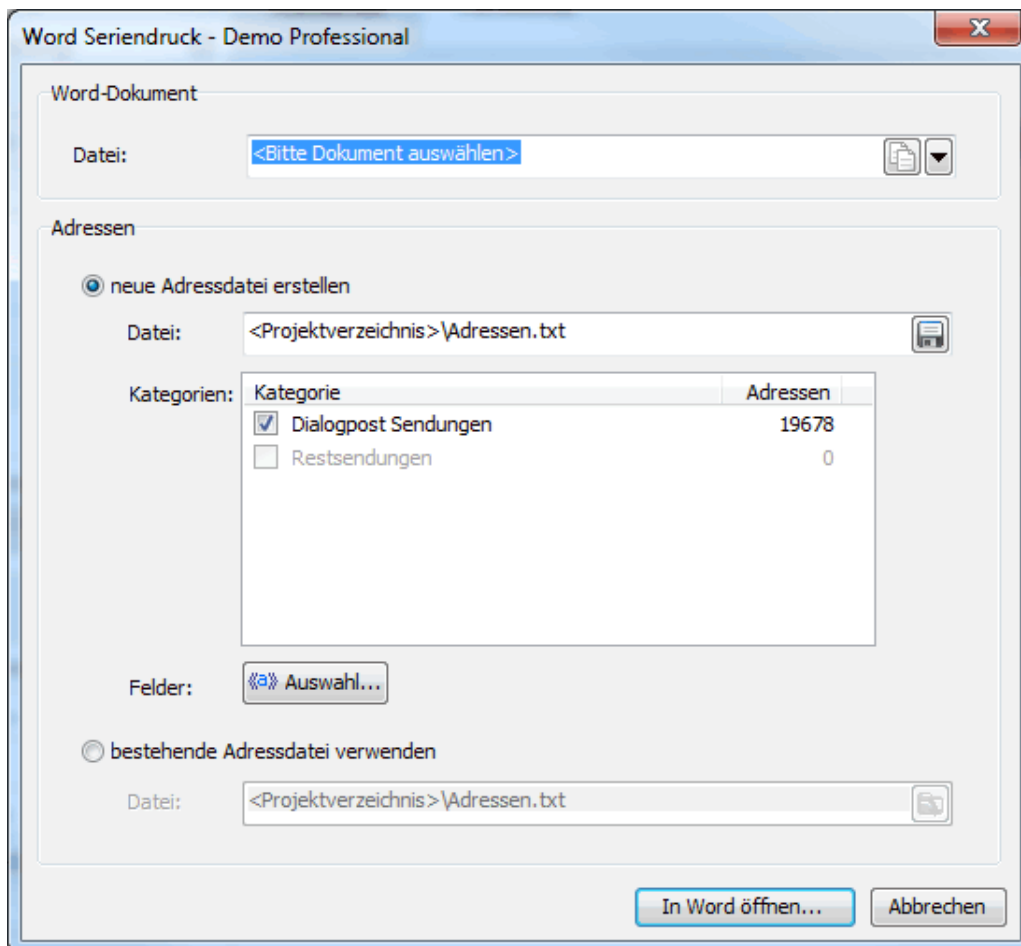 Word Seriendruck - Demo Professional
Word-Dokument
Datei: <Bitte Dokument auswählen>
Adressen
neue Adressdatei erstellen
Datei: <Projektverzeichnis>\Adressen.txt
Kategorien: Kategorie Adressen
Dialogpost Sendungen 19678
Restsendungen 0
Felder: «a» Auswahl...
bestehende Adressdatei verwenden
Datei: <Projektverzeichnis>\Adressen.txt
In Word öffnen... Abbrechen